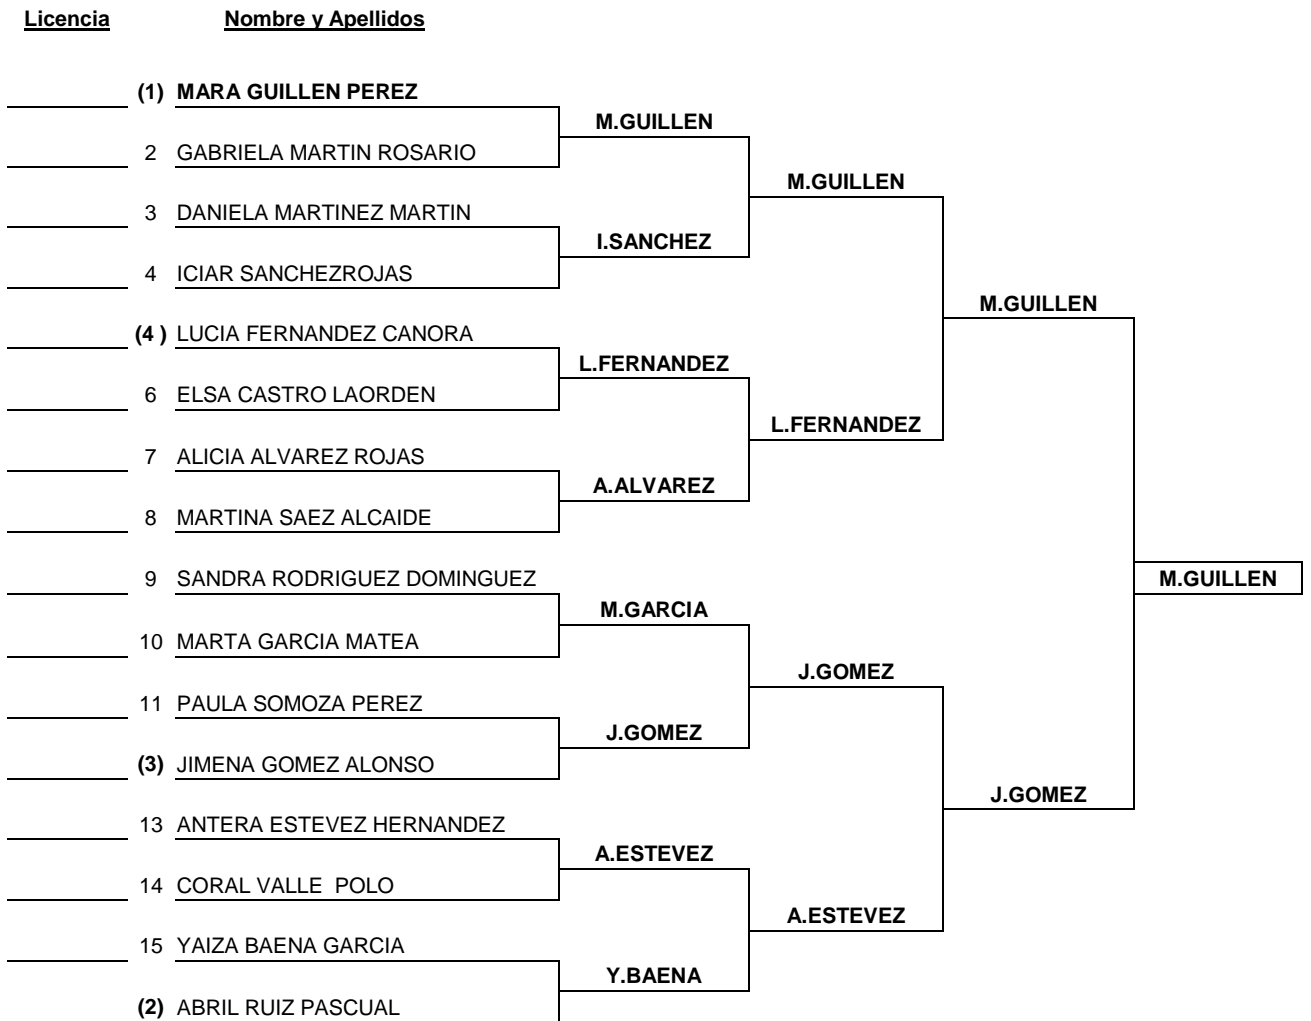 Licencia Nombre y Apellidos
(1) MARA GUILLEN PEREZ
M.GUILLEN
2 GABRIELA MARTIN ROSARIO
M.GUILLEN
3 DANIELA MARTINEZ MARTIN
I.SANCHEZ
4 ICIAR SANCHEZROJAS
M.GUILLEN
(4 ) LUCIA FERNANDEZ CANORA
L.FERNANDEZ
6 ELSA CASTRO LAORDEN
L.FERNANDEZ
7 ALICIA ALVAREZ ROJAS
A.ALVAREZ
8 MARTINA SAEZ ALCAIDE
9 SANDRA RODRIGUEZ DOMINGUEZ
M.GUILLEN
M.GARCIA
10 MARTA GARCIA MATEA
J.GOMEZ
11 PAULA SOMOZA PEREZ
J.GOMEZ
(3) JIMENA GOMEZ ALONSO
J.GOMEZ
13 ANTERA ESTEVEZ HERNANDEZ
A.ESTEVEZ
14 CORAL VALLE  POLO
A.ESTEVEZ
15 YAIZA BAENA GARCIA
Y.BAENA
(2) ABRIL RUIZ PASCUAL